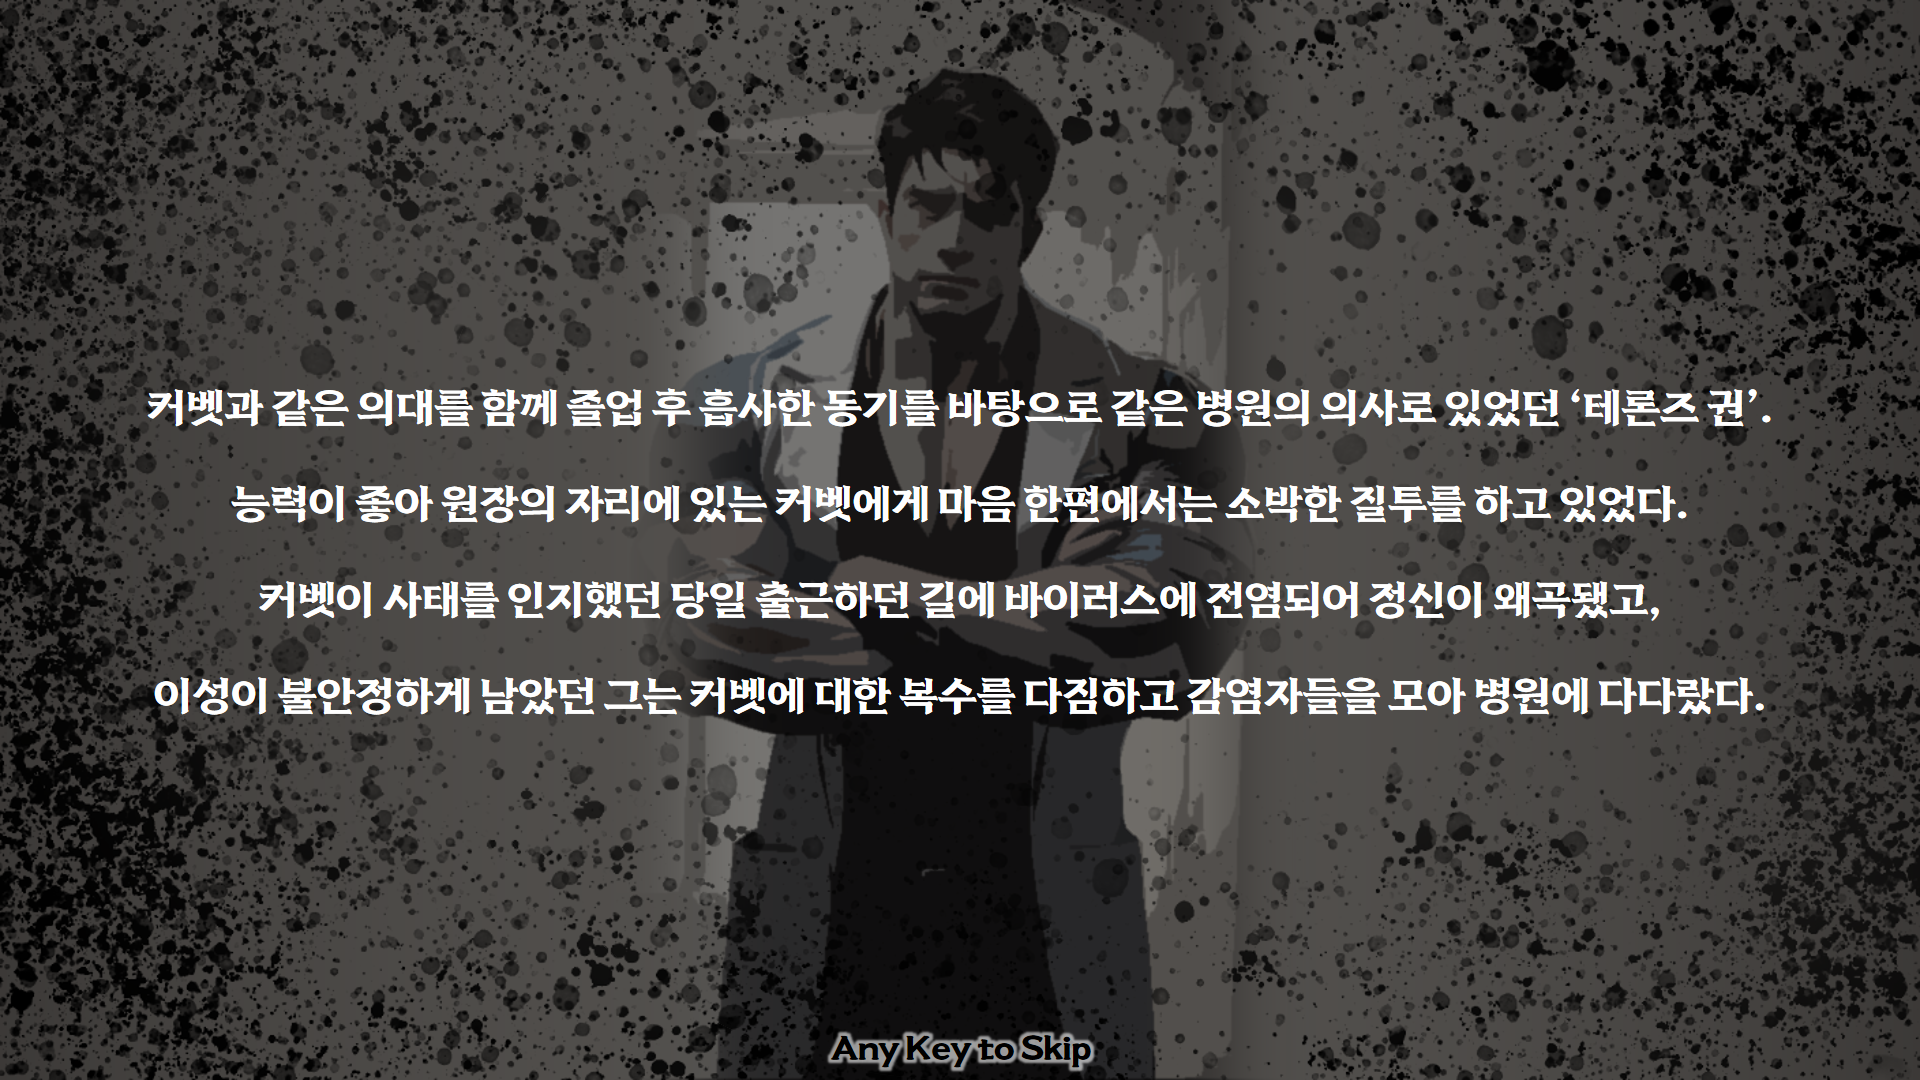 커벳과 같은 의대를 함께 졸업 후 흡사한 동기를 바탕으로 같은 병원의 의사로 있었던 ‘테론즈 권’.
능력이 좋아 원장의 자리에 있는 커벳에게 마음 한편에서는 소박한 질투를 하고 있었다.
커벳이 사태를 인지했던 당일 출근하던 길에 바이러스에 전염되어 정신이 왜곡됐고,
이성이 불안정하게 남았던 그는 커벳에 대한 복수를 다짐하고 감염자들을 모아 병원에 다다랐다.
Any Key to Skip